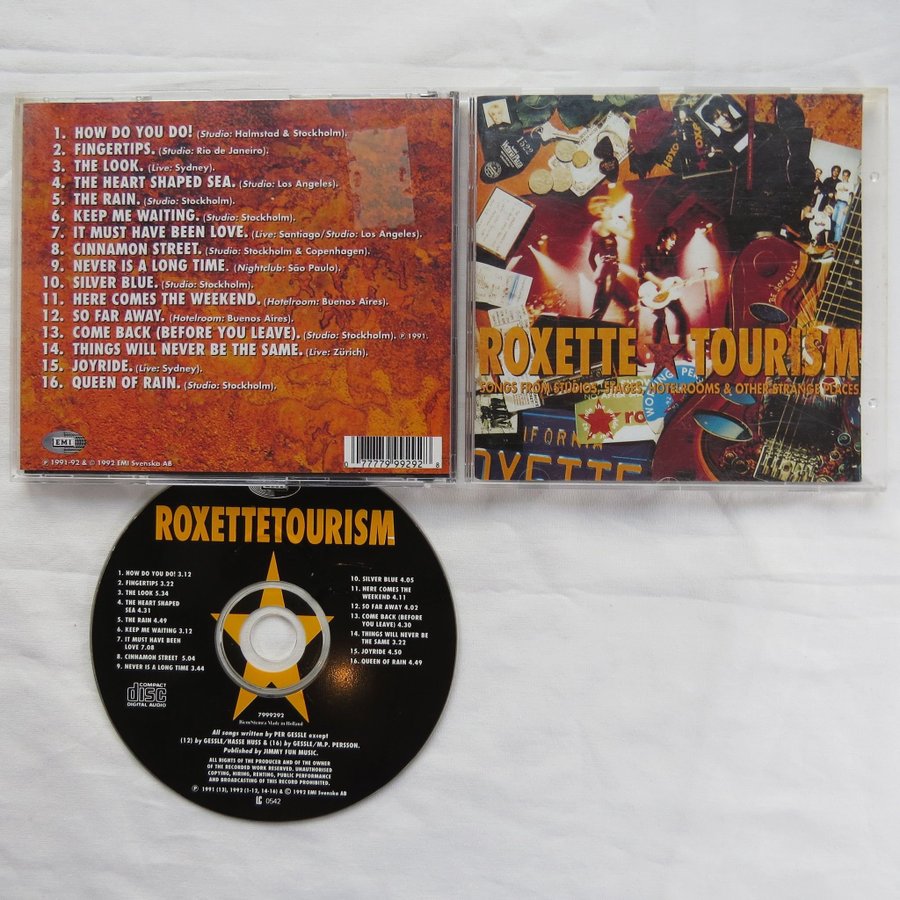 1. HOW DO YOU DO! (Studio: Halmstad & Stockholm).
2. FINGERTIPS. (Studio: Rio de Janeiro).
3. THE LOOK. (Live: Sydney).
4. THE HEART SHAPED SEA. (Studio: Los Angeles).
5. THE RAIN. (Studio: Stockholm).
6. KEEP ME WAITING. (Studio: Stockholm).
7. IT MUST HAVE BEEN LOVE. (Live: Santiago/Studio: Los Angeles).
8. CINNAMON STREET. (Studio: Stockholm & Copenhagen).
9. NEVER IS A LONG TIME. (Nightclub: São Paulo).
10. SILVER BLUE. (Studio: Stockholm).
11. HERE COMES THE WEEKEND. (Hotelroom: Buenos Aires).
12. SO FAR AWAY. (Hotelroom: Buenos Aires).
13. COME BACK (BEFORE YOU LEAVE). (Studio: Stockholm). ℗ 1991.
14. THINGS WILL NEVER BE THE SAME. (Live: Zürich).
15. JOYRIDE. (Live: Sydney).
16. QUEEN OF RAIN. (Studio: Stockholm).
EMI
℗ 1991-92 & © 1992 EMI Svenska AB
0 77779 99292 8
ROXETTE ★ TOURISM
SONGS FROM STUDIOS, STAGES, HOTELROOMS & OTHER STRANGE PLACES
WORKING PE
ro
IFORN
OXETTE
ROXETTETOURISM
1. HOW DO YOU DO! 3.12
2. FINGERTIPS 3.22
3. THE LOOK 5.34
4. THE HEART SHAPED
SEA 4.31
5. THE RAIN 4.49
6. KEEP ME WAITING 3.12
7. IT MUST HAVE BEEN
LOVE 7.08
8. CINNAMON STREET 5.04
9. NEVER IS A LONG TIME 3.44
10. SILVER BLUE 4.05
11. HERE COMES THE
WEEKEND 4.11
12. SO FAR AWAY 4.02
13. COME BACK (BEFORE
YOU LEAVE) 4.30
14. THINGS WILL NEVER BE
THE SAME 3.22
15. JOYRIDE 4.50
16. QUEEN OF RAIN 4.49
COMPACT
disc
DIGITAL AUDIO
7999292
Biem/Stemra Made in Holland
All songs written by PER GESSLE except
(12) by GESSLE/HASSE HUSS & (16) by GESSLE/M.P. PERSSON.
Published by JIMMY FUN MUSIC.
ALL RIGHTS OF THE PRODUCER AND OF THE OWNER
OF THE RECORDED WORK RESERVED. UNAUTHORISED
COPYING, HIRING, RENTING, PUBLIC PERFORMANCE
AND BROADCASTING OF THIS RECORD PROHIBITED.
℗ 1991 (13), 1992 (1-12, 14-16) & © 1992 EMI Svenska AB
LC 0542